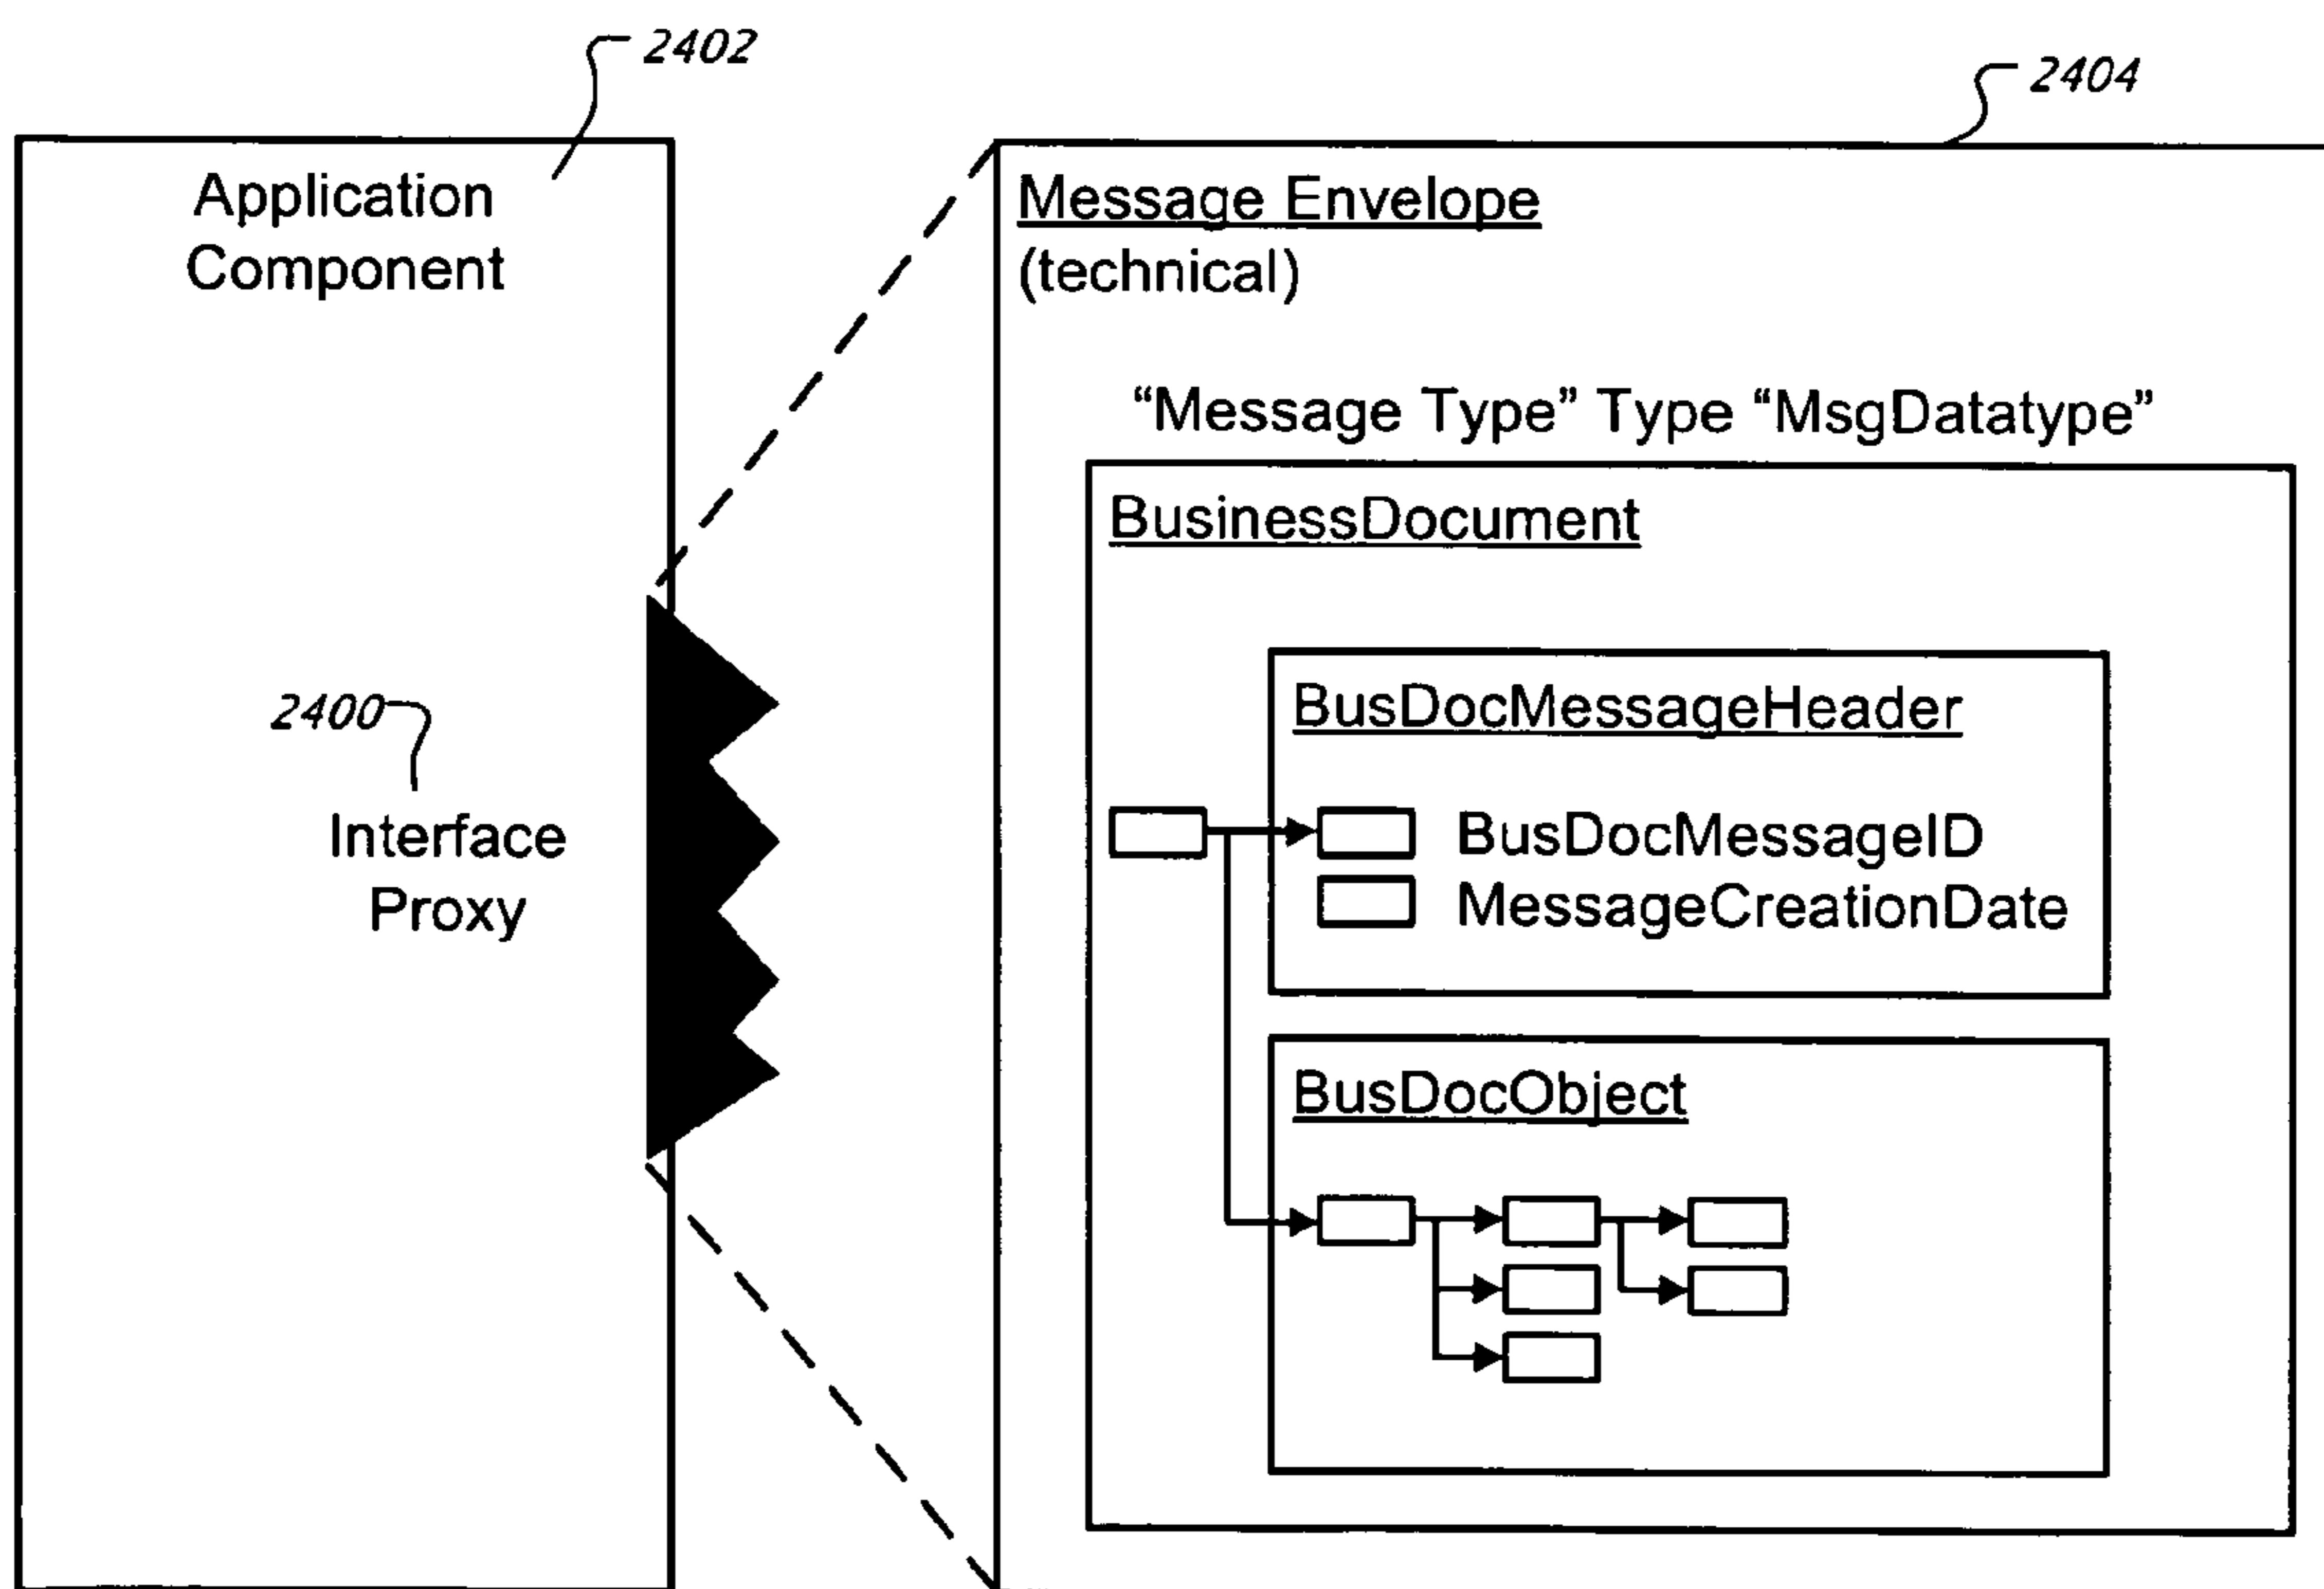 2402
Application
Component
2400
Interface
Proxy
2404
Message Envelope
(technical)
“Message Type” Type “MsgDatatype”
BusinessDocument
BusDocMessageHeader
BusDocMessageID
MessageCreationDate
BusDocObject